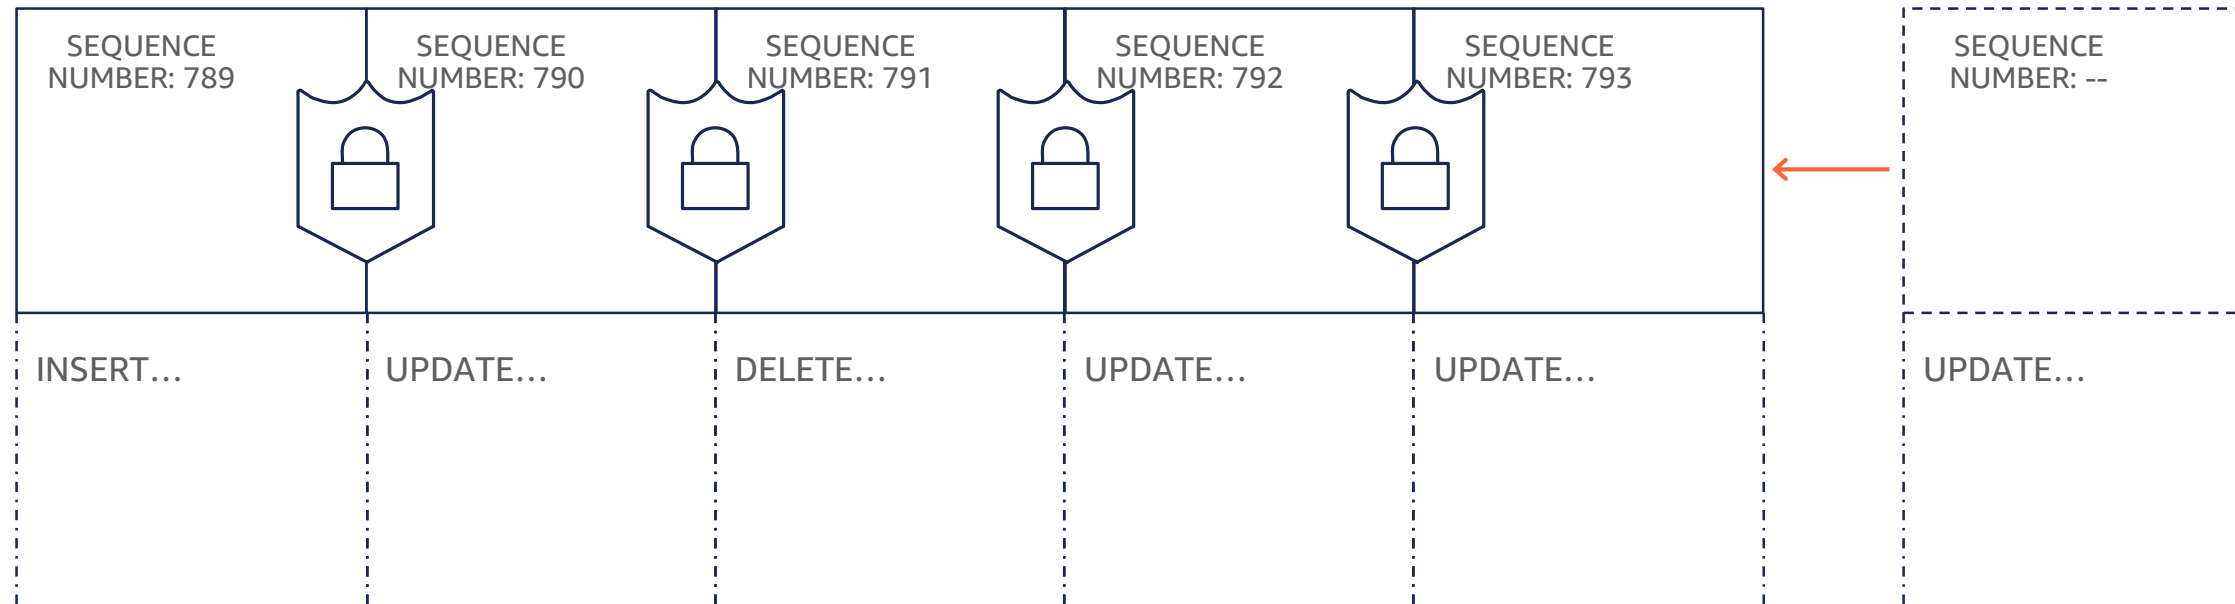 SEQUENCE
NUMBER: 789
SEQUENCE
NUMBER: 790
SEQUENCE
NUMBER: 791
SEQUENCE
NUMBER: 792
SEQUENCE
NUMBER: 793
SEQUENCE
NUMBER: --
INSERT...
UPDATE...
DELETE...
UPDATE...
UPDATE...
UPDATE...